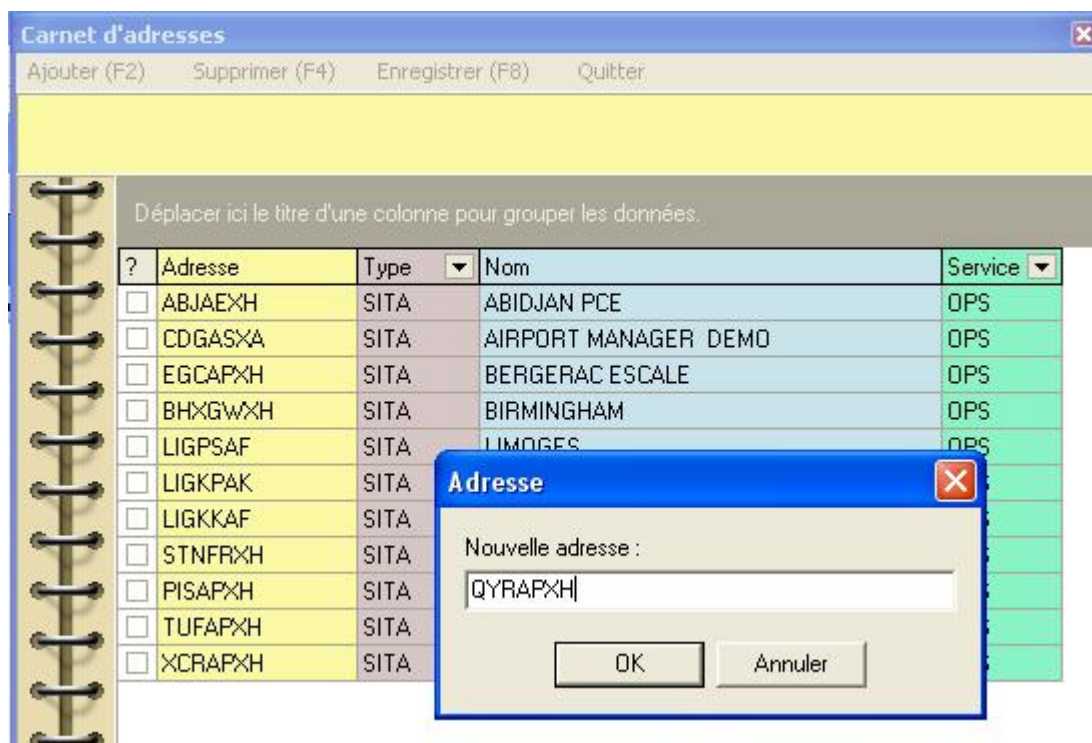 Carnet d'adresses
Ajouter (F2) Supprimer (F4) Enregistrer (F8) Quitter
Déplacer ici le titre d'une colonne pour grouper les données.
? Adresse Type Nom Service
ABJAEXH SITA ABIDJAN PCE OPS
CDGASXA SITA AIRPORT MANAGER DEMO OPS
EGCAPXH SITA BERGERAC ESCALE OPS
BHXGWXH SITA BIRMINGHAM OPS
LIGPSAF SITA LIMOGES OPS
LIGKPAK SITA
LIGKKAF SITA
STNFRXH SITA
PISAPXH SITA
TUFAPXH SITA
XCRAPXH SITA
Adresse
Nouvelle adresse :
QYRAPXH
OK Annuler